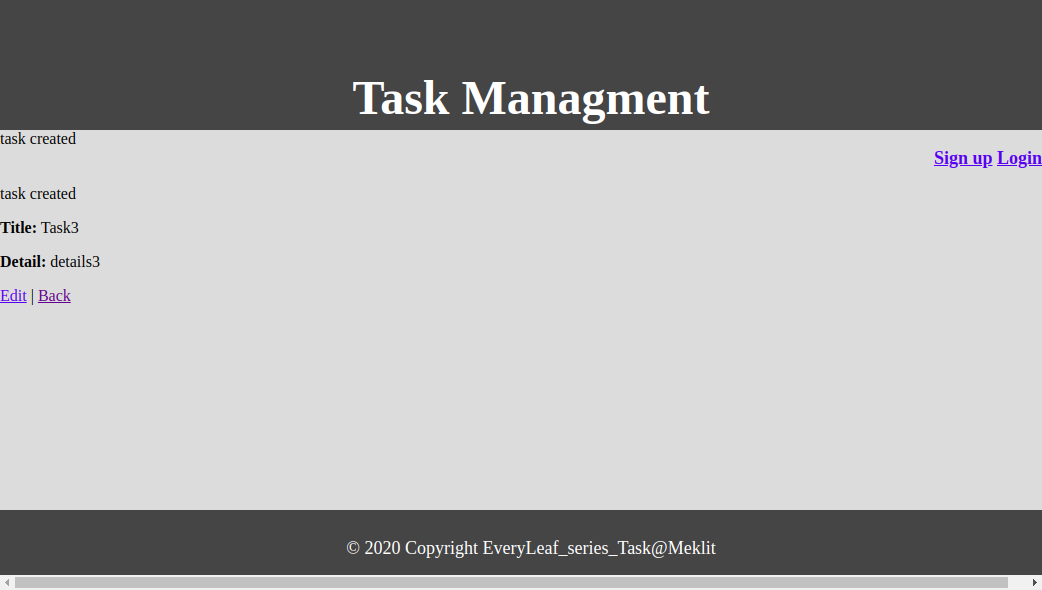 Task Managment
task created
Sign up Login
task created
Title: Task3
Detail: details3
Edit | Back
© 2020 Copyright EveryLeaf_series_Task@Meklit